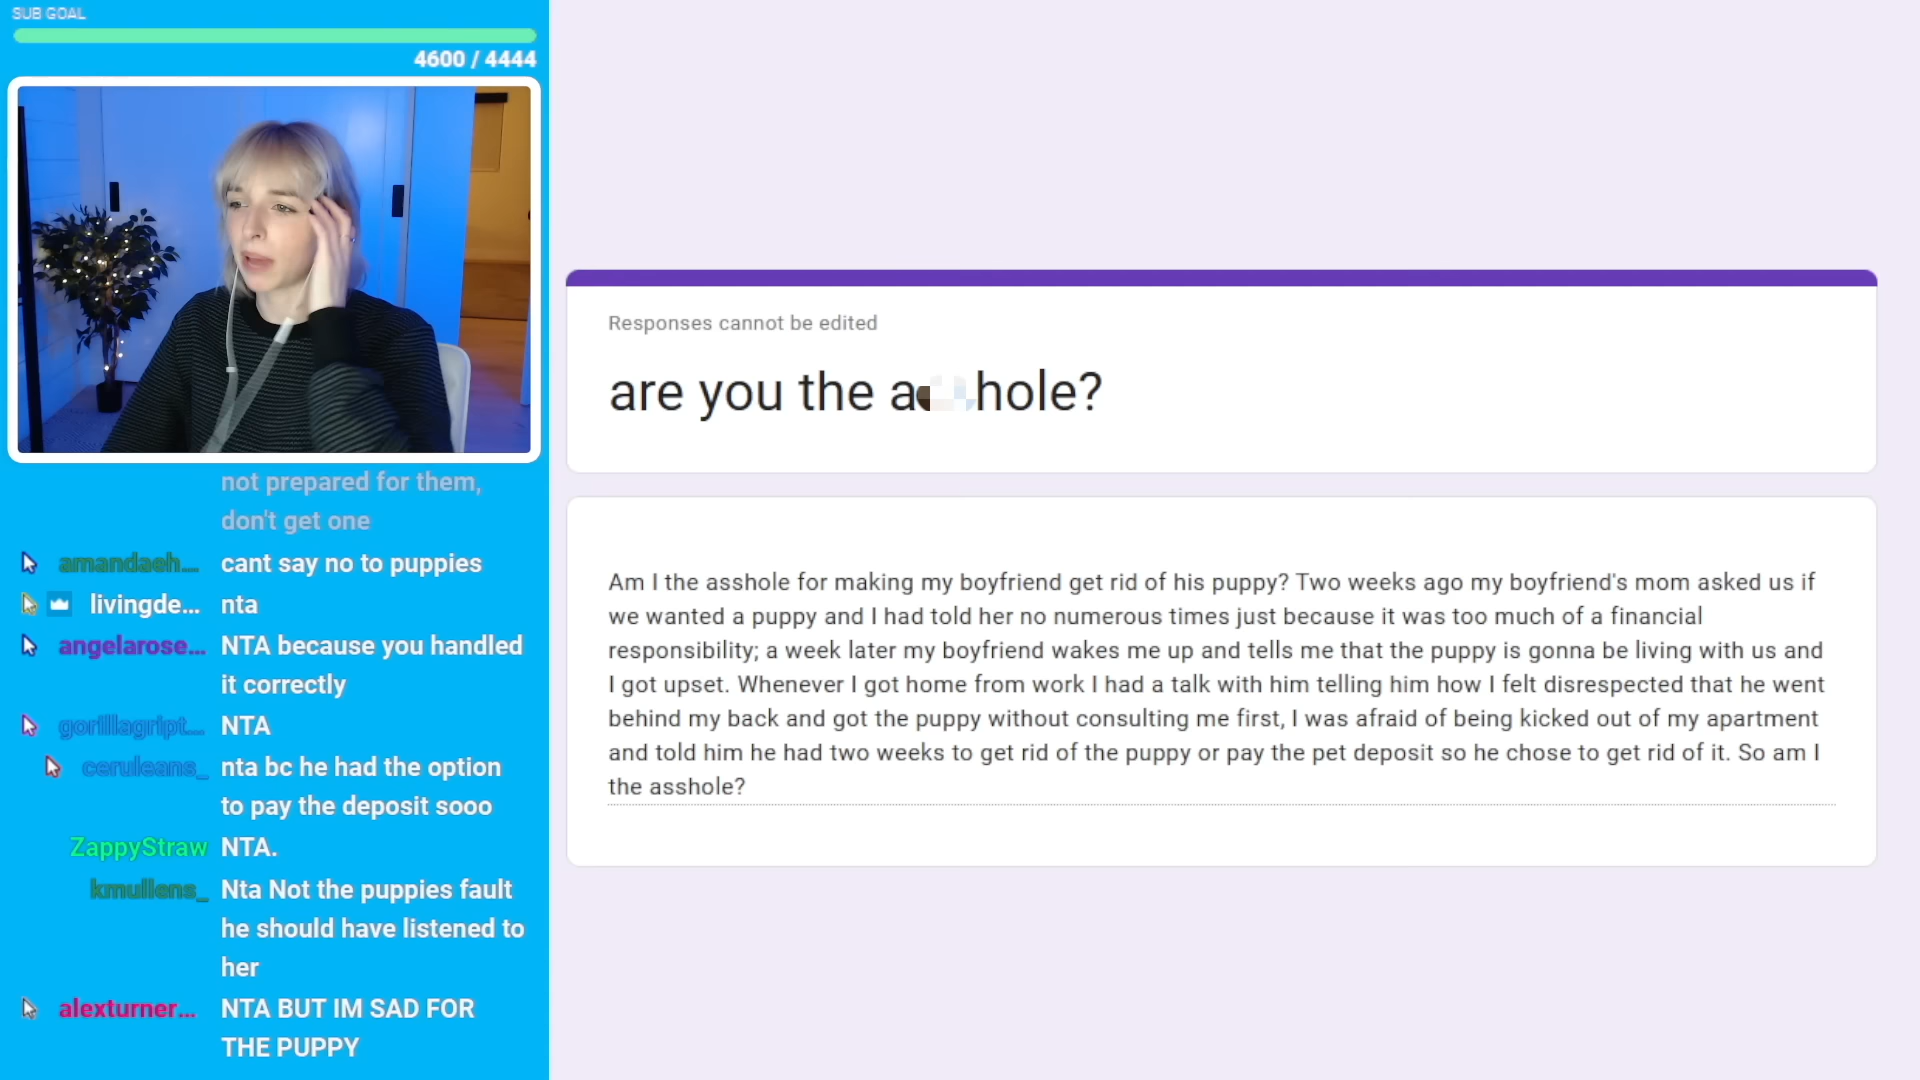 SUB GOAL
4600 / 4444
not prepared for them,
don't get one
amandaeh... cant say no to puppies
livingde... nta
angelarose... NTA because you handled
it correctly
gorillagript... NTA
ceruleans_ nta bc he had the option
to pay the deposit sooo
ZappyStraw NTA.
kmullens_ Nta Not the puppies fault
he should have listened to
her
alexturner... NTA BUT IM SAD FOR
THE PUPPY
Responses cannot be edited
are you the a hole?
Am I the asshole for making my boyfriend get rid of his puppy? Two weeks ago my boyfriend's mom asked us if
we wanted a puppy and I had told her no numerous times just because it was too much of a financial
responsibility; a week later my boyfriend wakes me up and tells me that the puppy is gonna be living with us and
I got upset. Whenever I got home from work I had a talk with him telling him how I felt disrespected that he went
behind my back and got the puppy without consulting me first, I was afraid of being kicked out of my apartment
and told him he had two weeks to get rid of the puppy or pay the pet deposit so he chose to get rid of it. So am I
the asshole?